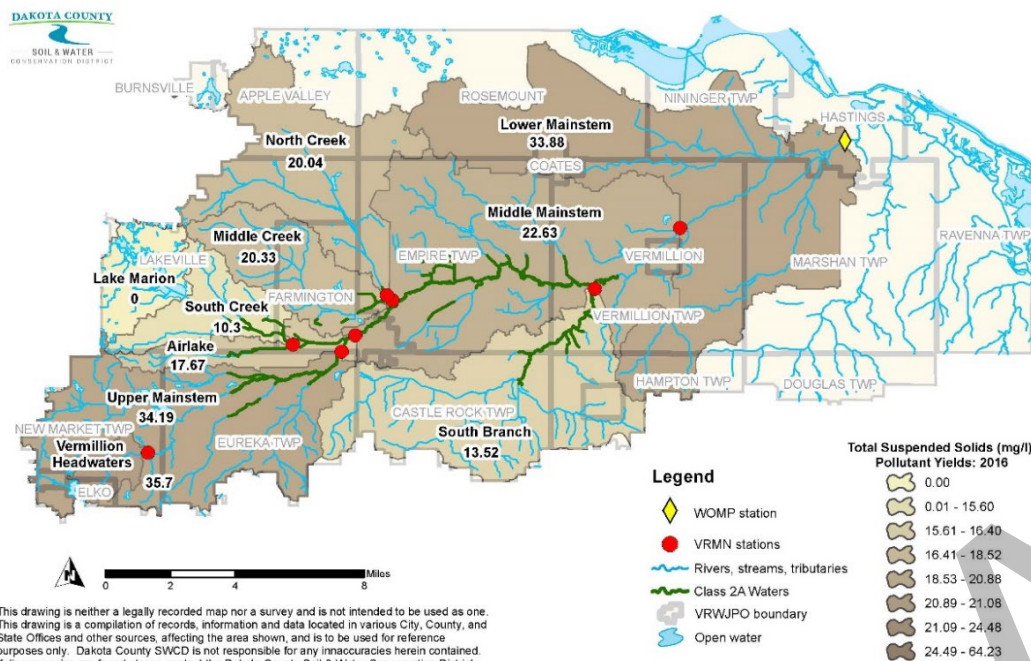 DAKOTA COUNTY
SOIL & WATER
CONSERVATION DISTRICT
BURNSVILLE
APPLE VALLEY
ROSEMOUNT
NININGER TWP
HASTINGS
Lower Mainstem
33.88
North Creek
20.04
COATES
Middle Mainstem
22.63
Middle Creek
20.33
EMPIRE TWP
VERMILLION
RAVENNA TWP
MARSHAN TWP
LAKEVILLE
Lake Marion
0
FARMINGTON
South Creek
10.3
VERMILLION TWP
Airlake
17.67
HAMPTON TWP
DOUGLAS TWP
Upper Mainstem
34.19
CASTLE ROCK TWP
NEW MARKET TWP
EUREKA TWP
South Branch
13.52
Vermillion
Headwaters
35.7
ELKO
Legend
WOMP station
VRMN stations
Rivers, streams, tributaries
Class 2A Waters
VRWJPO boundary
Open water
Total Suspended Solids (mg/l)
Pollutant Yields: 2016
0.00
0.01 - 15.60
15.61 - 16.40
16.41 - 18.52
18.53 - 20.88
20.89 - 21.08
21.09 - 24.48
24.49 - 64.23
N
0 2 4 8 Miles
This drawing is neither a legally recorded map nor a survey and is not intended to be used as one.
This drawing is a compilation of records, information and data located in various City, County, and
State Offices and other sources, affecting the area shown, and is to be used for reference
purposes only. Dakota County SWCD is not responsible for any innaccuracies herein contained.